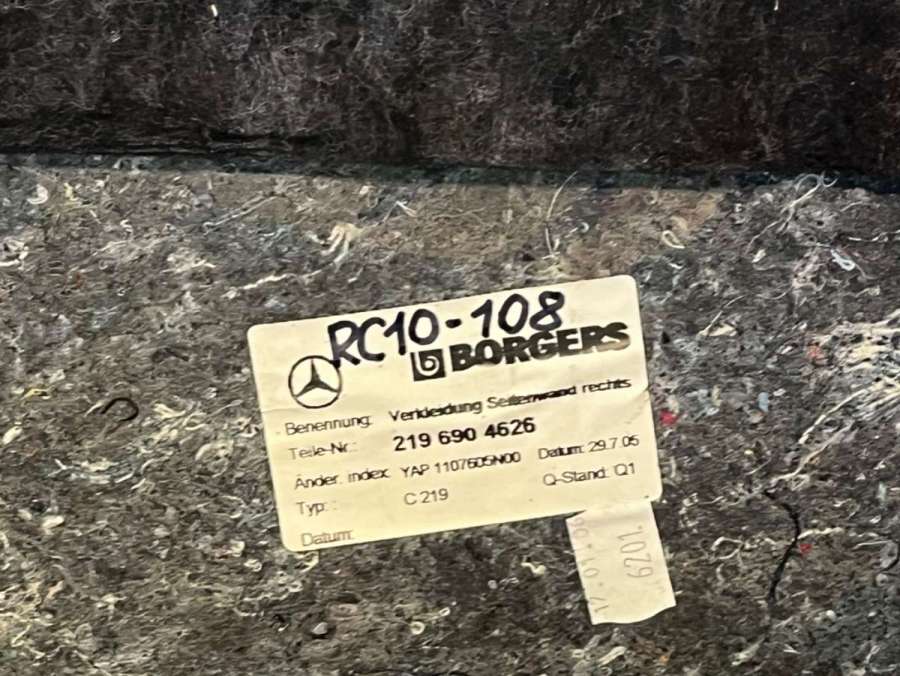 RC10-108
BORGERS
Benennung: Verkleidung Seitenwand rechts
Teile-Nr.: 219 690 4626
Änder. index: YAP 1107605N00 Datum: 29.7.05
Typ: C 219 Q-Stand: Q1
Datum:
6201.